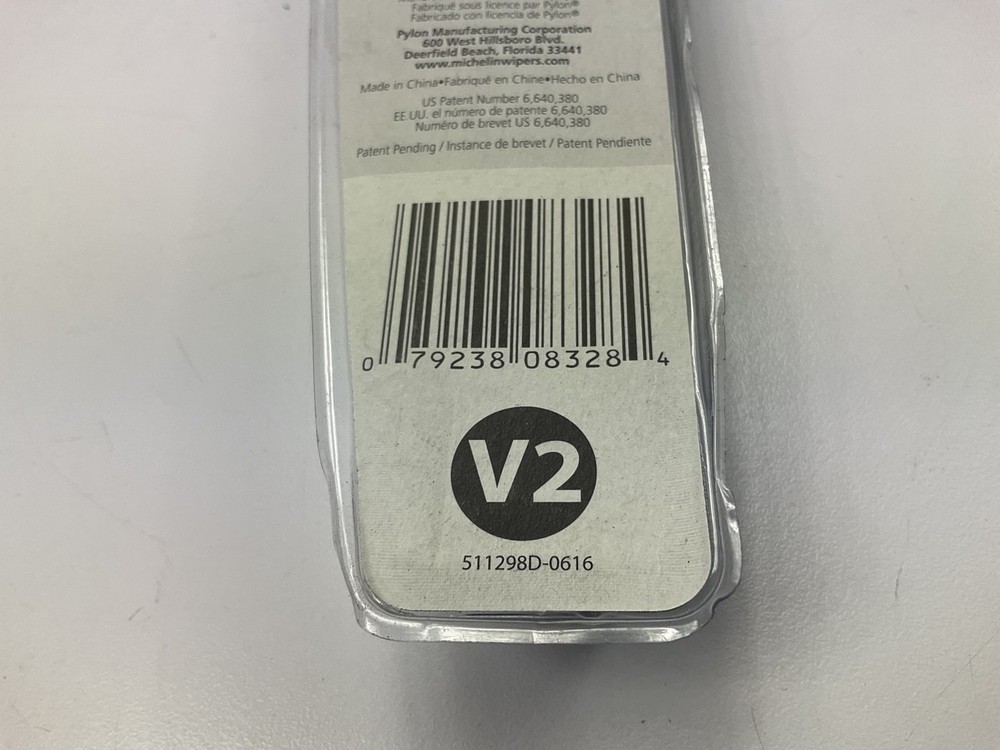 Fabriqué sous licence par Pylon®
Fabricado con licencia de Pylon®
Pylon Manufacturing Corporation
600 West Hillsboro Blvd.
Deerfield Beach, Florida 33441
www.michelinwipers.com
Made in China•Fabriqué en Chine•Hecho en China
US Patent Number 6,640,380
EE.UU. el número de patente 6,640,380
Numéro de brevet US 6,640,380
Patent Pending / Instance de brevet / Patent Pendiente
0 79238 08328 4
V2
511298D-0616